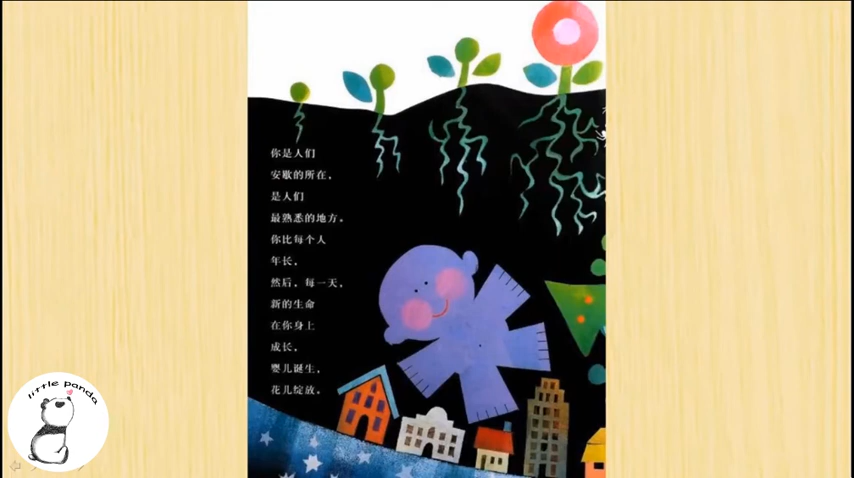 你是人们
安歇的所在，
是人们
最熟悉的地方。
你比每个人
年长，
然后，每一天，
新的生命
在你身上
成长，
婴儿诞生，
花儿绽放。
little panda